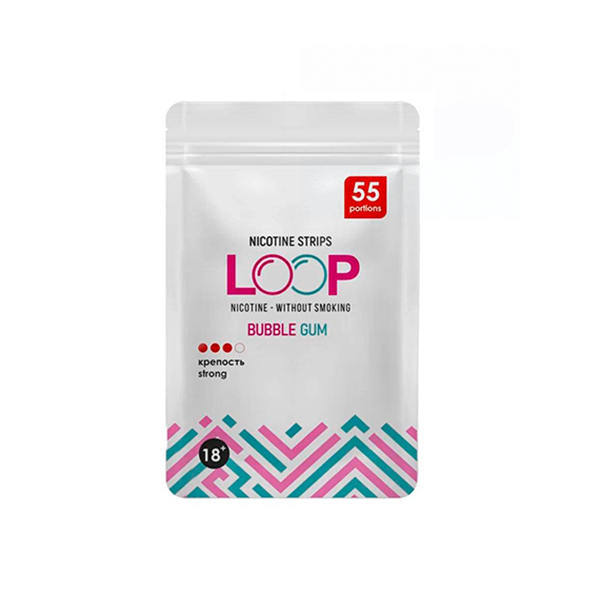 55
portions
NICOTINE STRIPS
LOOP
NICOTINE - WITHOUT SMOKING
BUBBLE GUM
крепость
strong
18+